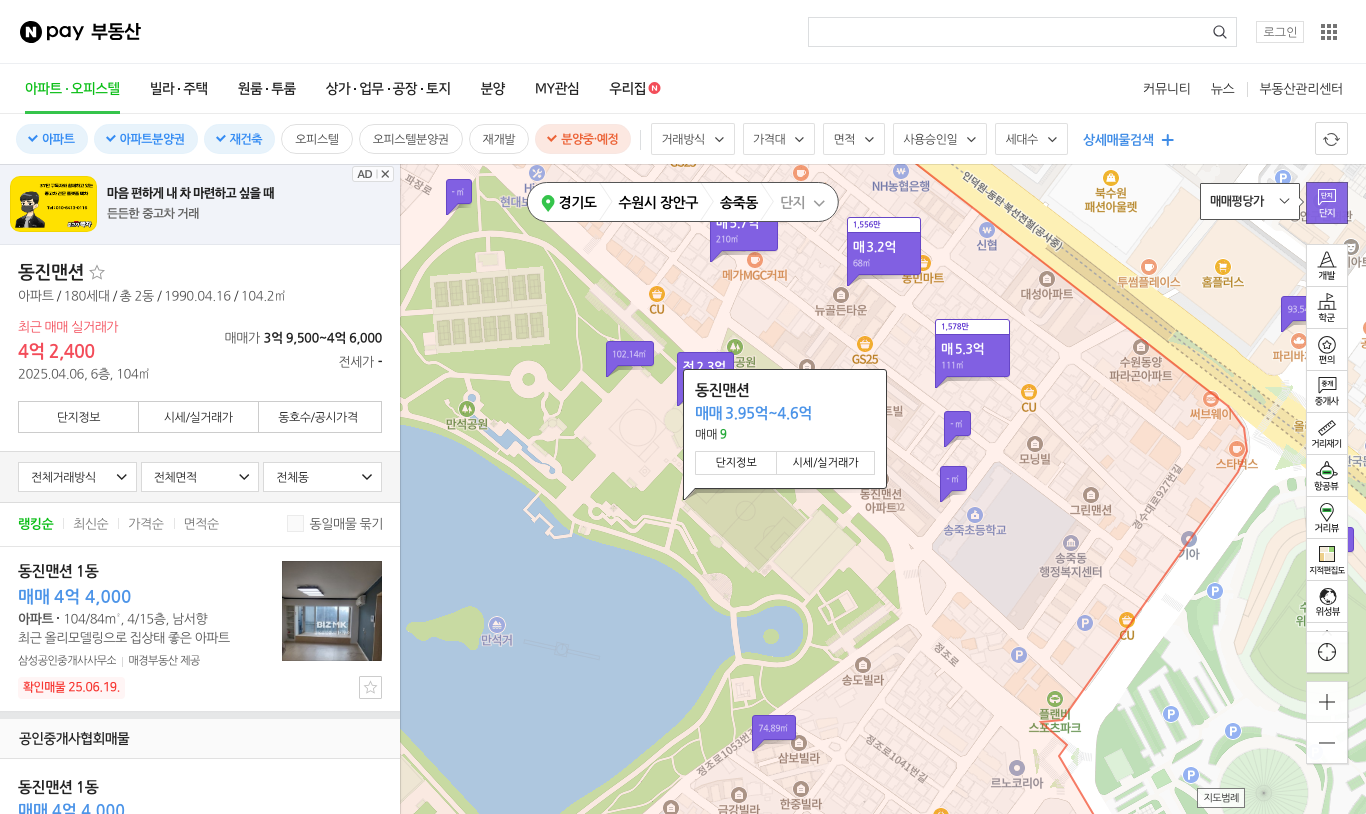 N pay 부동산
로그인
아파트·오피스텔 빌라·주택 원룸·투룸 상가·업무·공장·토지 분양 MY관심 우리집 N 커뮤니티 뉴스 부동산관리센터
아파트 아파트분양권 재건축 오피스텔 오피스텔분양권 재개발 분양중·예정 거래방식 가격대 면적 사용승인일 세대수 상세매물검색
AD
마음 편하게 내 차 마련하고 싶을 때
든든한 중고차 거래
동진맨션
아파트 / 180세대 / 총 2동 / 1990.04.16 / 104.2㎡
최근 매매 실거래가
4억 2,400
2025.04.06, 6층, 104㎡
매매가 3억 9,500~4억 6,000
전세가 -
단지정보 시세/실거래가 동호수/공시가격
전체거래방식 전체면적 전체동
랭킹순 최신순 가격순 면적순 동일매물 묶기
동진맨션 1동
매매 4억 4,000
아파트 · 104/84m², 4/15층, 남서향
최근 올리모델링으로 집상태 좋은 아파트
삼성공인중개사사무소 매경부동산 제공
확인매물 25.06.19.
BIZMK
공인중개사협회매물
동진맨션 1동
매매 4억 4,000
경기도 수원시 장안구 송죽동 단지
매매평당가
단지
단지
GS25
파장로
- ㎡
NH농협은행
북수원
패션아울렛
인덕원-동탄 복선전철(공사중)
매 3.7억
210㎡
1,556만
매 3.2억
68㎡
신협
메가MGC커피
동민마트
투썸플레이스
홈플러스
대성아파트
CU
뉴골든타운
1,578만
매 5.3억
111㎡
93.54
102.14㎡
전 2.3억
GS25
수원동양
파라곤아파트
파리바
동진맨션
매매 3.95억~4.6억
매매 9
단지정보 시세/실거래가
만석공원
CU
써브웨이
- ㎡
모닝빌
스타벅스
- ㎡
동진맨션
아파트
경수대로927번길
그린맨션
송죽초등학교
송죽동
행정복지센터
기아
만석거
CU
정조로
송도빌라
플랜비
스포츠파크
74.89㎡
삼보빌라
정조로1053번길
정조로1041번길
르노코리아
금강빌라
한중빌라
지도범례
개발
학군
편의
중개
중개사
거리재기
항공뷰
거리뷰
지적편집도
위성뷰